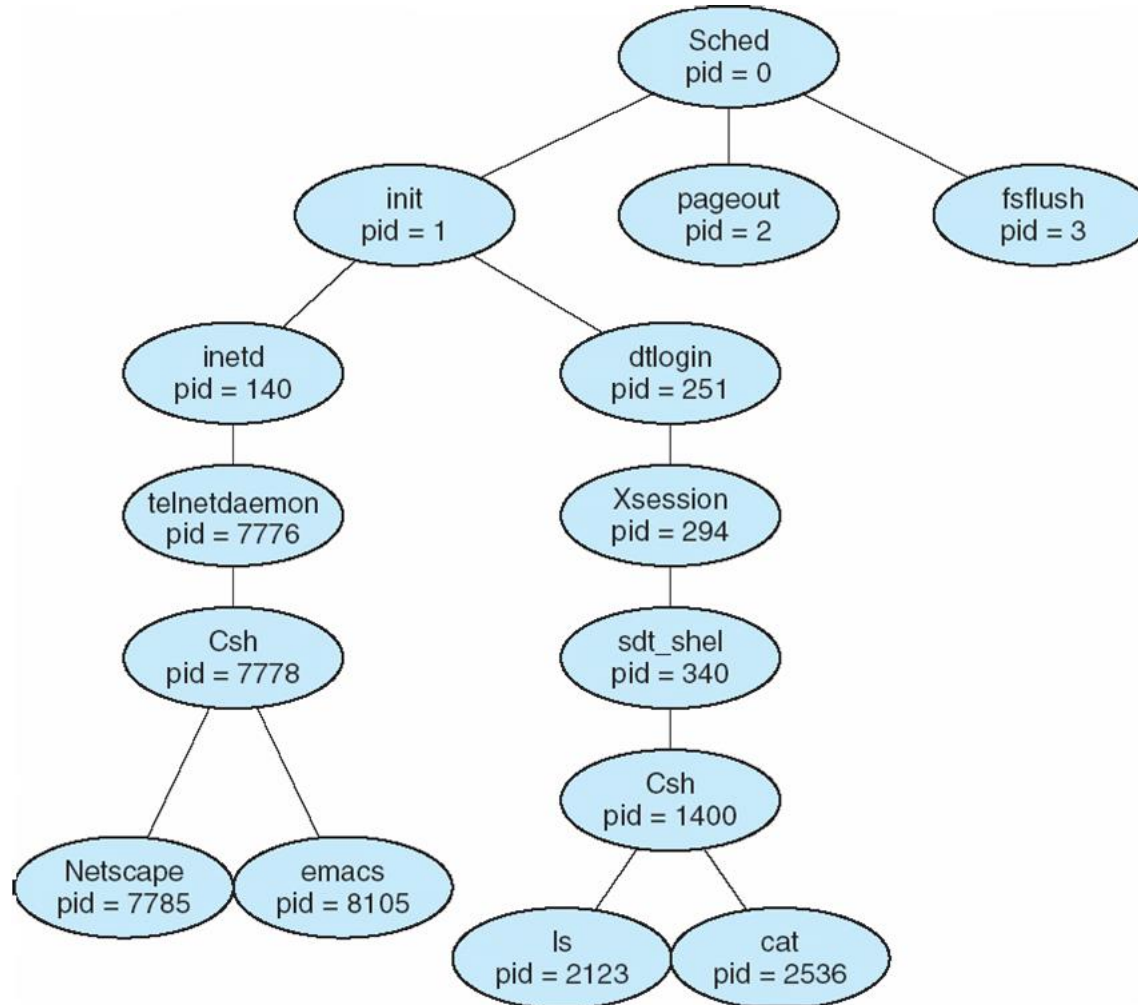 Sched
pid = 0
init
pid = 1
pageout
pid = 2
fsflush
pid = 3
inetd
pid = 140
dtlogin
pid = 251
telnetdaemon
pid = 7776
Xsession
pid = 294
Csh
pid = 7778
sdt_shel
pid = 340
Csh
pid = 1400
Netscape
pid = 7785
emacs
pid = 8105
ls
pid = 2123
cat
pid = 2536